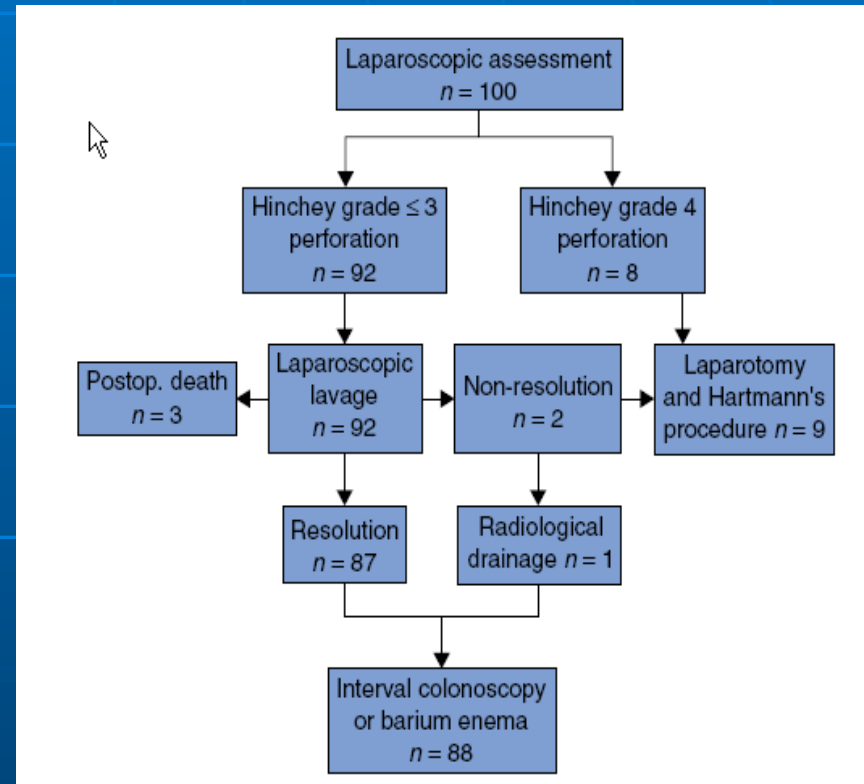 Laparoscopic assessment
n = 100
Hinchey grade ≤ 3
perforation
n = 92
Hinchey grade 4
perforation
n = 8
Postop. death
n = 3
Laparoscopic
lavage
n = 92
Non-resolution
n = 2
Laparotomy
and Hartmann's
procedure n = 9
Resolution
n = 87
Radiological
drainage n = 1
Interval colonoscopy
or barium enema
n = 88